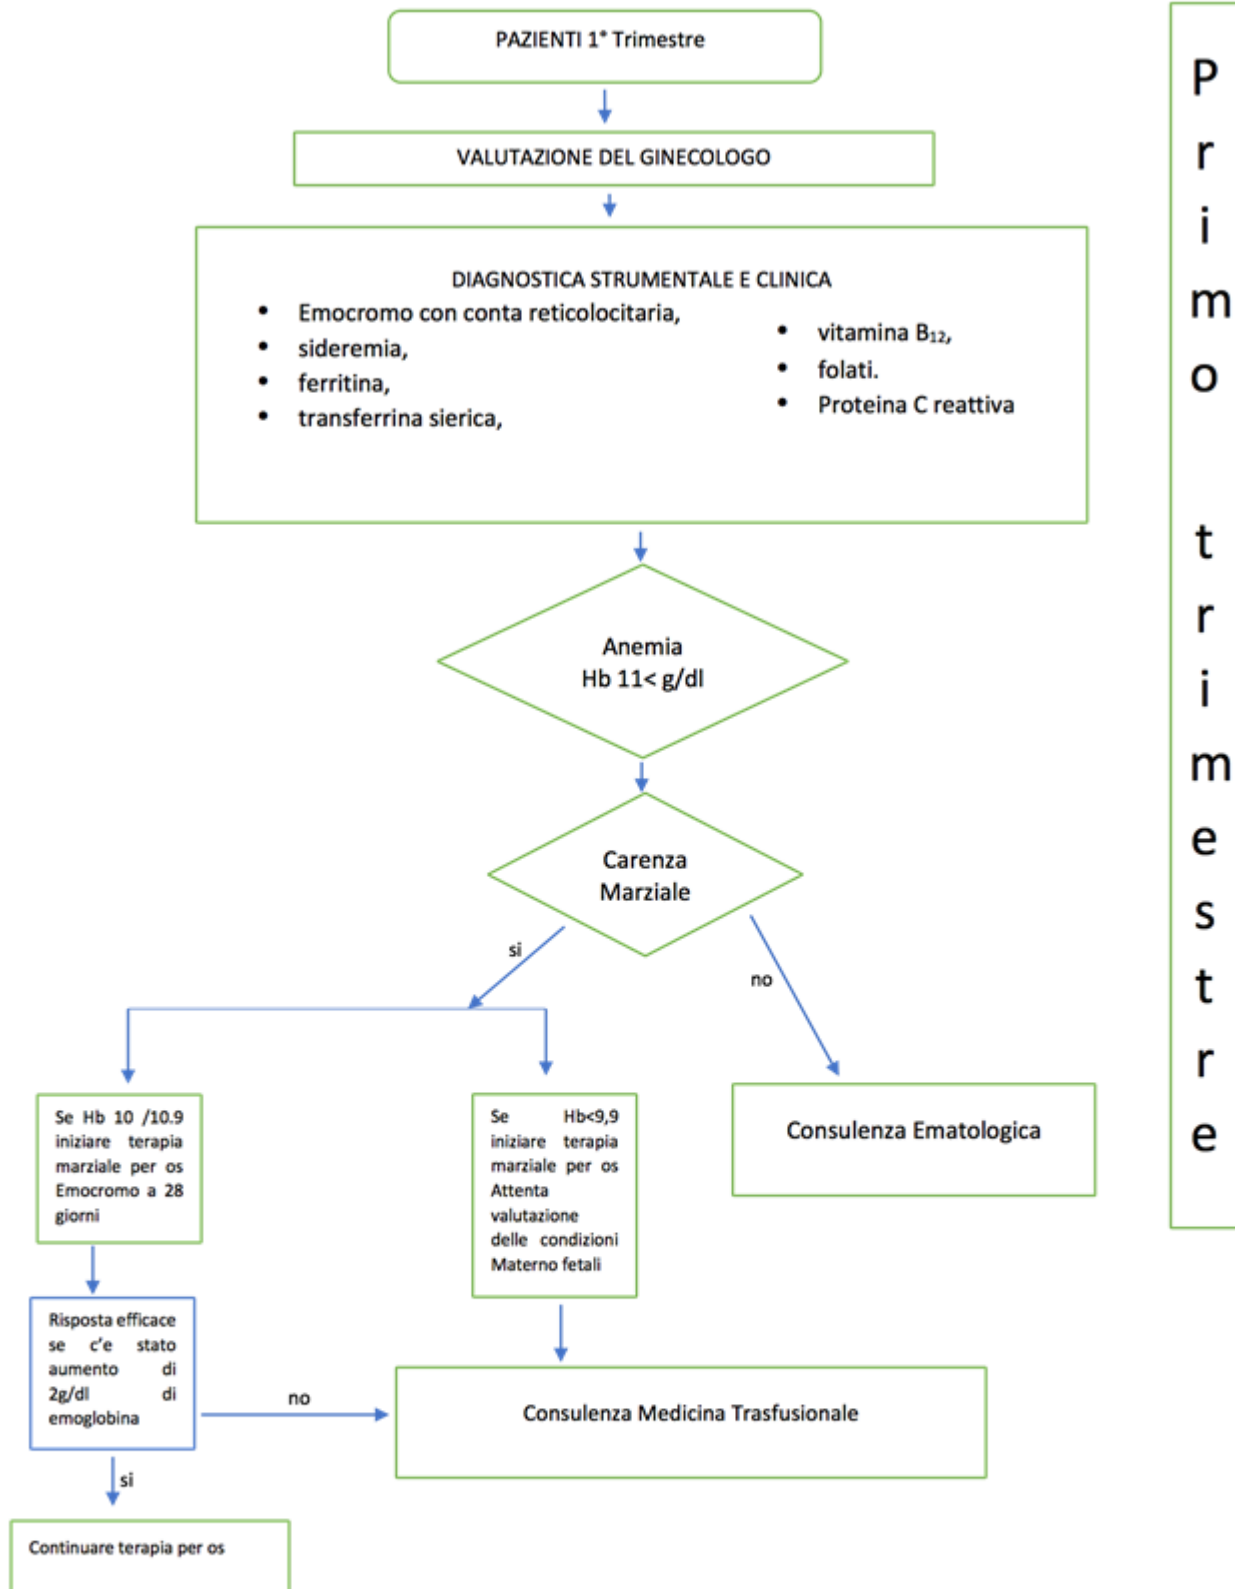 PAZIENTI 1° Trimestre
VALUTAZIONE DEL GINECOLOGO
DIAGNOSTICA STRUMENTALE E CLINICA
• Emocromo con conta reticolocitaria,
• sideremia,
• ferritina,
• transferrina sierica,
• vitamina B₁₂,
• folati.
• Proteina C reattiva
Anemia
Hb 11< g/dl
Carenza
Marziale
si
no
Se Hb 10 /10.9
iniziare terapia
marziale per os
Emocromo a 28
giorni
Se Hb<9,9
iniziare terapia
marziale per os
Attenta
valutazione
delle condizioni
Materno fetali
Consulenza Ematologica
Risposta efficace
se c'e stato
aumento di
2g/dl di
emoglobina
no
Consulenza Medicina Trasfusionale
si
Continuare terapia per os
P
r
i
m
o
t
r
i
m
e
s
t
r
e